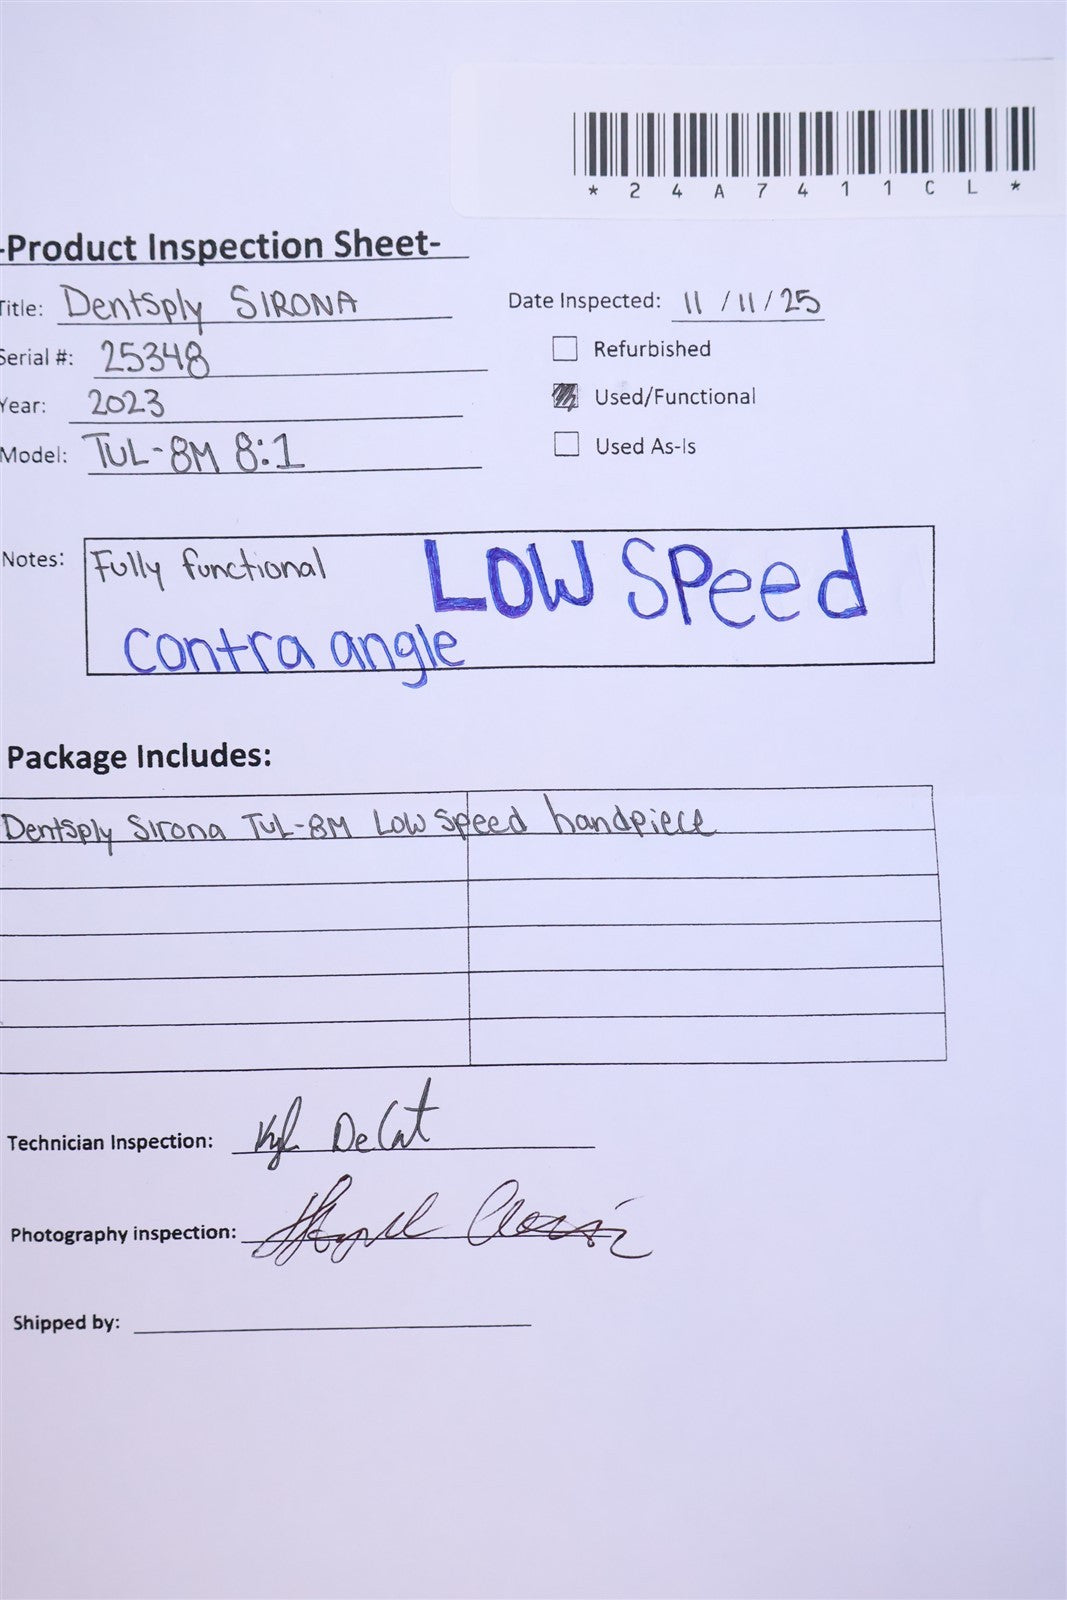 *24A7411CL*
-Product Inspection Sheet-
Title: Dentsply SIRONA
Date Inspected: 11/11/25
Serial #: 25348
Refurbished
Year: 2023
Used/Functional
Model: TUL-8M 8:1
Used As-Is
Notes: Fully functional LOW SPeed
contra angle
Package Includes:
Dentsply Sirona TUL-8M Low Speed handpiece
Technician Inspection: Kyle DeCat
Photography inspection:
Shipped by: